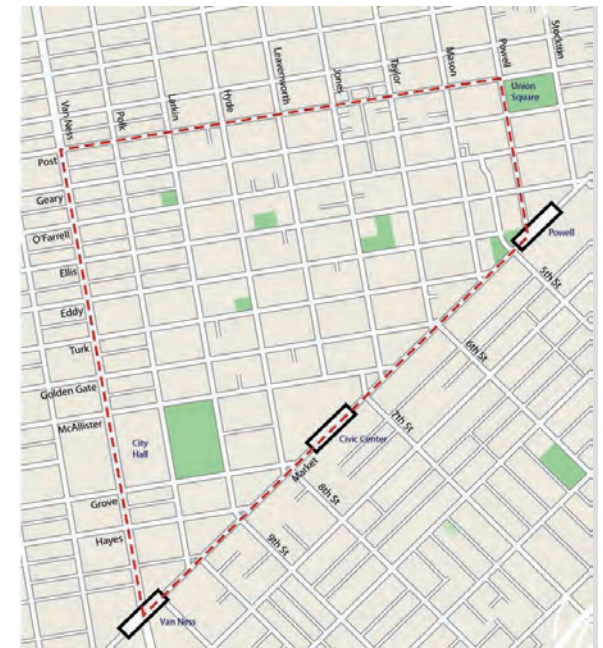 Van Ness
Polk
Larkin
Hyde
Leavenworth
Jones
Taylor
Mason
Powell
Stockton
Union
Square
Post
Geary
O'Farrell
Ellis
Eddy
Turk
Golden Gate
McAllister
Grove
Hayes
City
Hall
Powell
5th St
6th St
7th St
Civic Center
Market
8th St
9th St
Van Ness